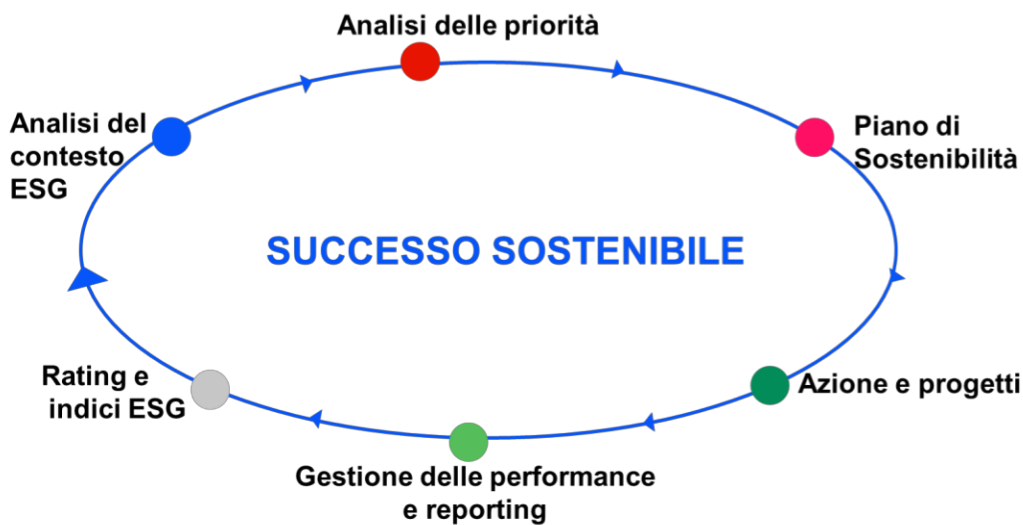 Analisi delle priorità
Analisi del
contesto
ESG
Piano di
Sostenibilità
SUCCESSO SOSTENIBILE
Rating e
indici ESG
Azione e progetti
Gestione delle performance
e reporting